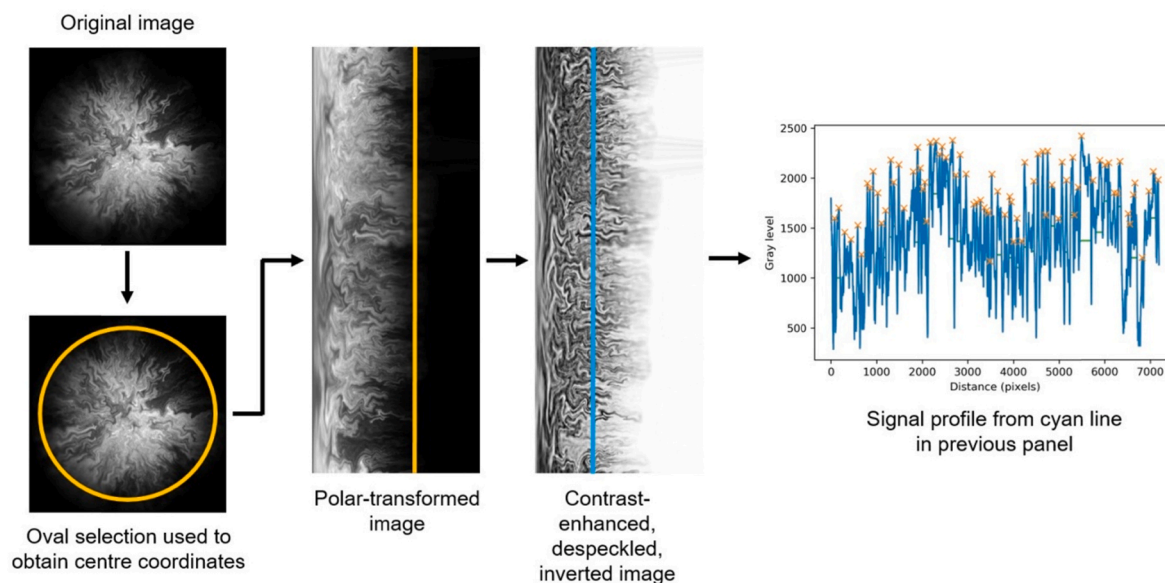 Original image
Oval selection used to
obtain centre coordinates
Polar-transformed
image
Contrast-
enhanced,
despeckled,
inverted image
2500
2000
1500
1000
500
Gray level
0 1000 2000 3000 4000 5000 6000 7000
Distance (pixels)
Signal profile from cyan line
in previous panel